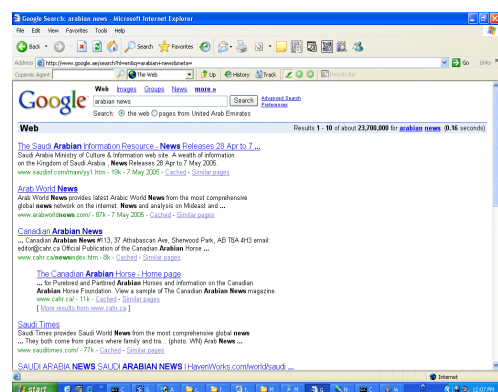 Google Search: arabian news - Microsoft Internet Explorer
File Edit View Favorites Tools Help
Back Search Favorites
Address http://www.google.ae/search?hl=en&q=arabian+news&meta= Go Links
Copernic Agent The Web Up History Track Results Bar
Web Images Groups News more »
Google arabian news Search Advanced Search
Preferences
Search: the web pages from United Arab Emirates
Web Results 1 - 10 of about 23,700,000 for arabian news. (0.16 seconds)
The Saudi Arabian Information Resource - News Releases 28 Apr to 7 ...
Saudi Arabia Ministry of Culture & Information web site. A wealth of information
on the Kingdom of Saudi Arabia., News Releases 28 Apr to 7 May 2005.
www.saudinf.com/main/yy1.htm - 19k - 7 May 2005 - Cached - Similar pages
Arab World News
Arab World News provides latest Arabic World News from the most comprehensive
global news network on the internet. News and analysis on Mideast and ...
www.arabworldnews.com/ - 87k - 7 May 2005 - Cached - Similar pages
Canadian Arabian News
... Canadian Arabian News #113, 37 Athabascan Ave, Sherwood Park, AB T8A 4H3 email:
editor@cahr.ca Official Publication of the Canadian Arabian Horse ...
www.cahr.ca/newsindex.htm - 8k - Cached - Similar pages
The Canadian Arabian Horse - Home page
... for Purebred and Partbred Arabian Horses and information on the Canadian
Arabian Horse Foundation. View a sample of The Canadian Arabian News magazine.
www.cahr.ca/ - 11k - Cached - Similar pages
[ More results from www.cahr.ca ]
Saudi Times
Saudi Times provides Saudi World News from the most comprehensive global news
... They both come from places where family and tra... (photo: WN) Arab News ...
www.sauditimes.com/ - 77k - Cached - Similar pages
SAUDI ARABIA NEWS SAUDI ARABIAN NEWS | HavenWorks.com/world/saudi ...
Internet
start 12:07 PM